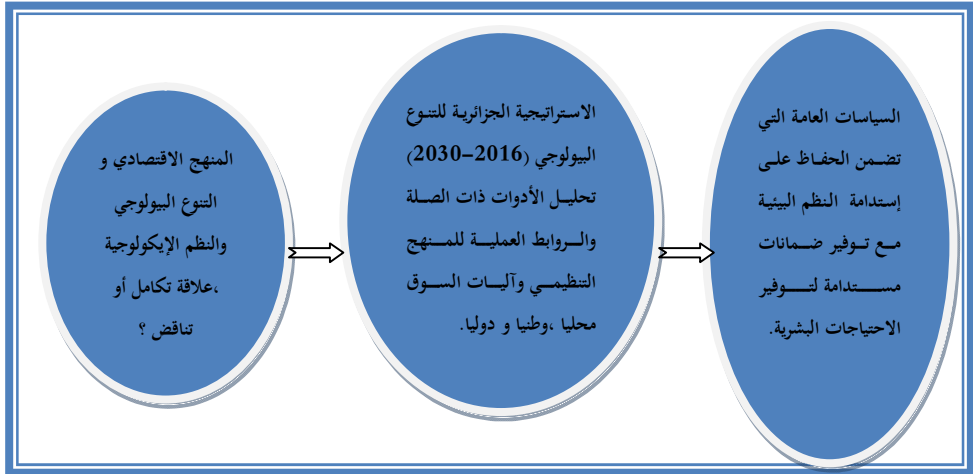 المنهج الاقتصادي و
التنوع البيولوجي
والنظم الإيكولوجية
،علاقة تكامل أو
تناقض ؟
الاستراتيجية الجزائرية للتنوع
البيولوجي (2016–2030)
تحليل الأدوات ذات الصلة
والروابط العملية للمنهج
التنظيمي وآليات السوق
محليا ،وطنيا و دوليا.
السياسات العامة التي
تضمن الحفاظ على
إستدامة النظم البيئية
مع توفير ضمانات
مستدامة لتوفير
الاحتياجات البشرية.